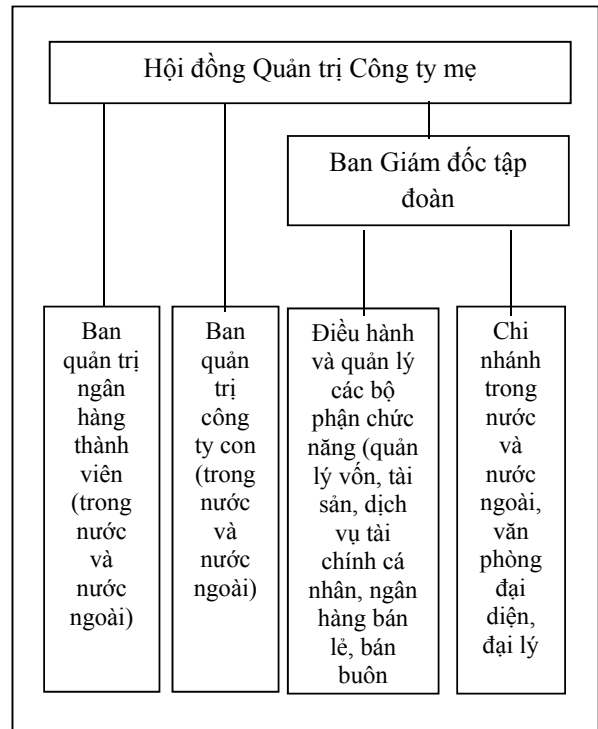 Hội đồng Quản trị Công ty mẹ
Ban Giám đốc tập
đoàn
Ban
quản trị
ngân
hàng
thành
viên
(trong
nước
và
nước
ngoài)
Ban
quản
trị
công
ty con
(trong
nước
và
nước
ngoài)
Điều hành
và quản lý
các bộ
phận chức
năng (quản
lý vốn, tài
sản, dịch
vụ tài
chính cá
nhân, ngân
hàng bán
lẻ, bán
buôn
Chi
nhánh
trong
nước
và
nước
ngoài,
văn
phòng
đại
diện,
đại lý